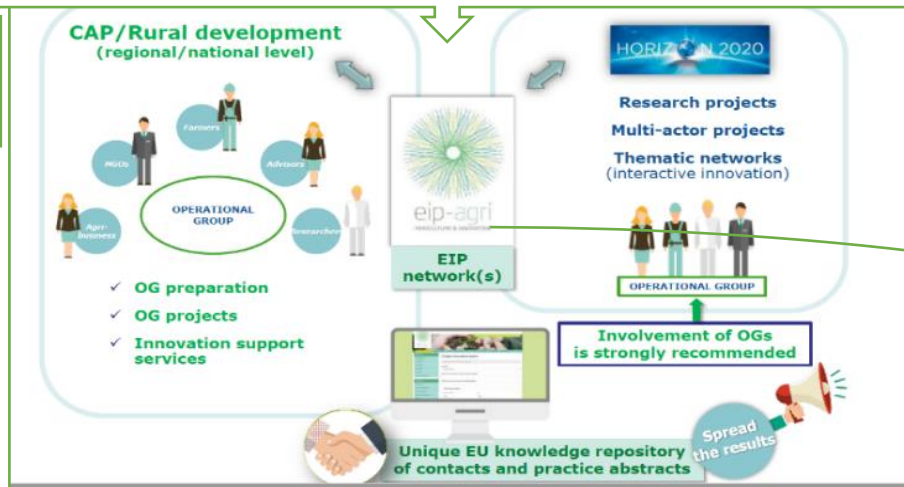 CAP/Rural development
(regional/national level)
Farmers
NGOs
Advisors
Agri-
business
Researchers
OPERATIONAL
GROUP
✓ OG preparation
✓ OG projects
✓ Innovation support
services
eip-agri
AGRICULTURE & INNOVATION
EIP
network(s)
HORIZON 2020
Research projects
Multi-actor projects
Thematic networks
(interactive innovation)
OPERATIONAL GROUP
Involvement of OGs
is strongly recommended
Unique EU knowledge repository
of contacts and practice abstracts
Spread
the results